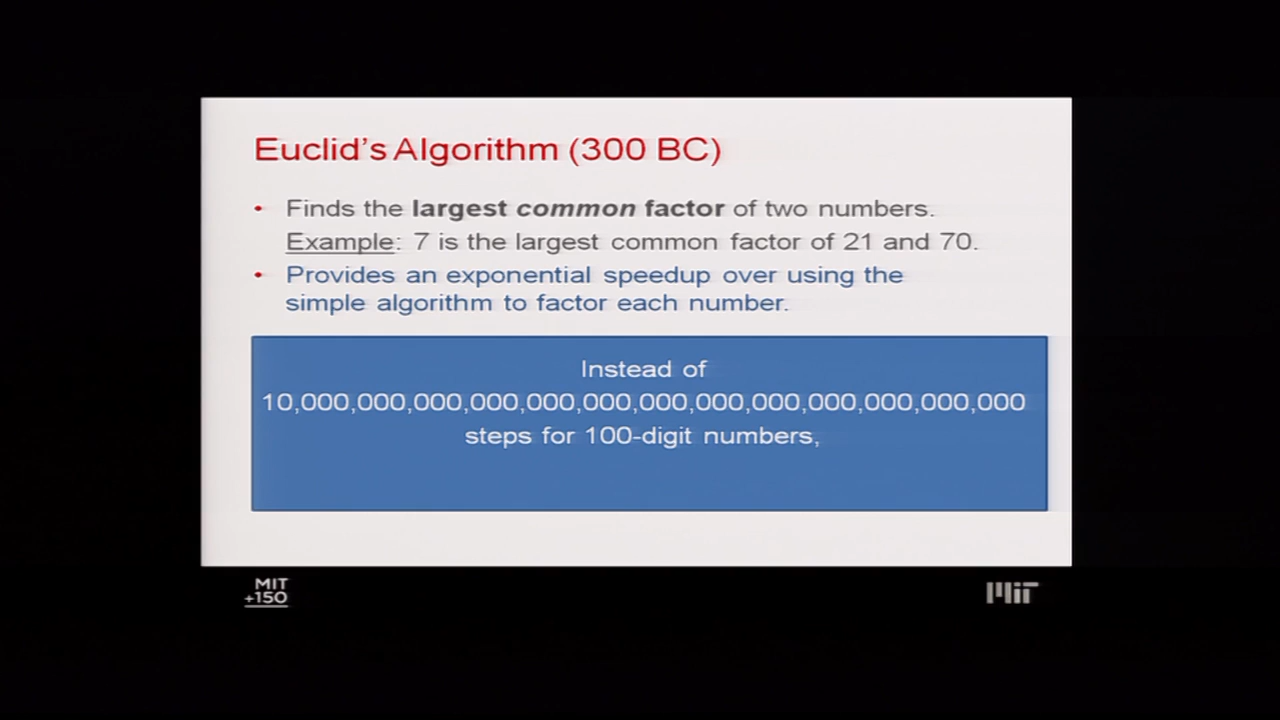 Euclid's Algorithm (300 BC)
• Finds the largest common factor of two numbers.
Example: 7 is the largest common factor of 21 and 70.
• Provides an exponential speedup over using the
simple algorithm to factor each number.
Instead of
10,000,000,000,000,000,000,000,000,000,000,000,000,000,000
steps for 100-digit numbers,
MIT
+150
MIT